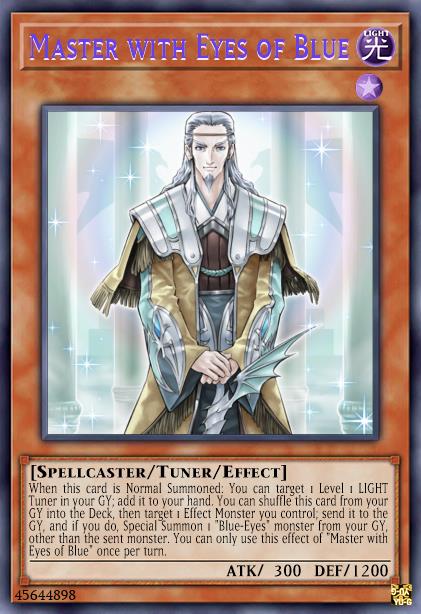 MASTER WITH EYES OF BLUE
LIGHT
光
[SPELLCASTER/TUNER/EFFECT]
When this card is Normal Summoned: You can target 1 Level 1 LIGHT
Tuner in your GY; add it to your hand. You can shuffle this card from your
GY into the Deck, then target 1 Effect Monster you control; send it to the
GY, and if you do, Special Summon 1 "Blue-Eyes" monster from your GY,
other than the sent monster. You can only use this effect of "Master with
Eyes of Blue" once per turn.
ATK/ 300 DEF/1200
45644898